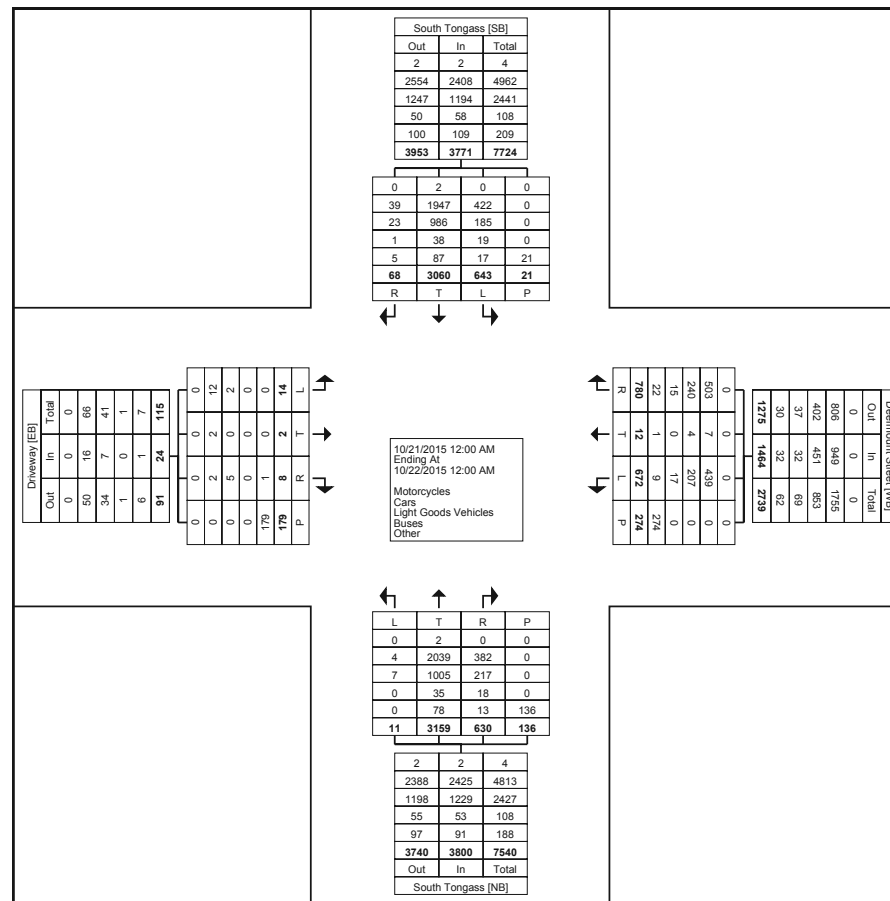 South Tongass [SB]
Out In Total
2 2 4
2554 2408 4962
1247 1194 2441
50 58 108
100 109 209
3953 3771 7724
0 2 0 0
39 1947 422 0
23 986 185 0
1 38 19 0
5 87 17 21
68 3060 643 21
R T L P
Driveway [EB]
Total 0 66 41 1 7 115
In 0 16 7 0 1 24
Out 0 50 34 1 6 91
0 12 2 0 0 14 L
0 2 0 0 0 2 T
0 2 5 0 1 8 R
0 0 0 0 179 179 P
10/21/2015 12:00 AM
Ending At
10/22/2015 12:00 AM
Motorcycles
Cars
Light Goods Vehicles
Buses
Other
R 780 22 15 240 503 0
T 12 1 0 4 7 0
L 672 9 17 207 439 0
P 274 274 0 0 0 0
1275 30 37 402 806 0 Out
1464 32 32 451 949 0 In
2739 62 69 853 1755 0 Total
Street [WB]
L T R P
0 2 0 0
4 2039 382 0
7 1005 217 0
0 35 18 0
0 78 13 136
11 3159 630 136
2 2 4
2388 2425 4813
1198 1229 2427
55 53 108
97 91 188
3740 3800 7540
Out In Total
South Tongass [NB]